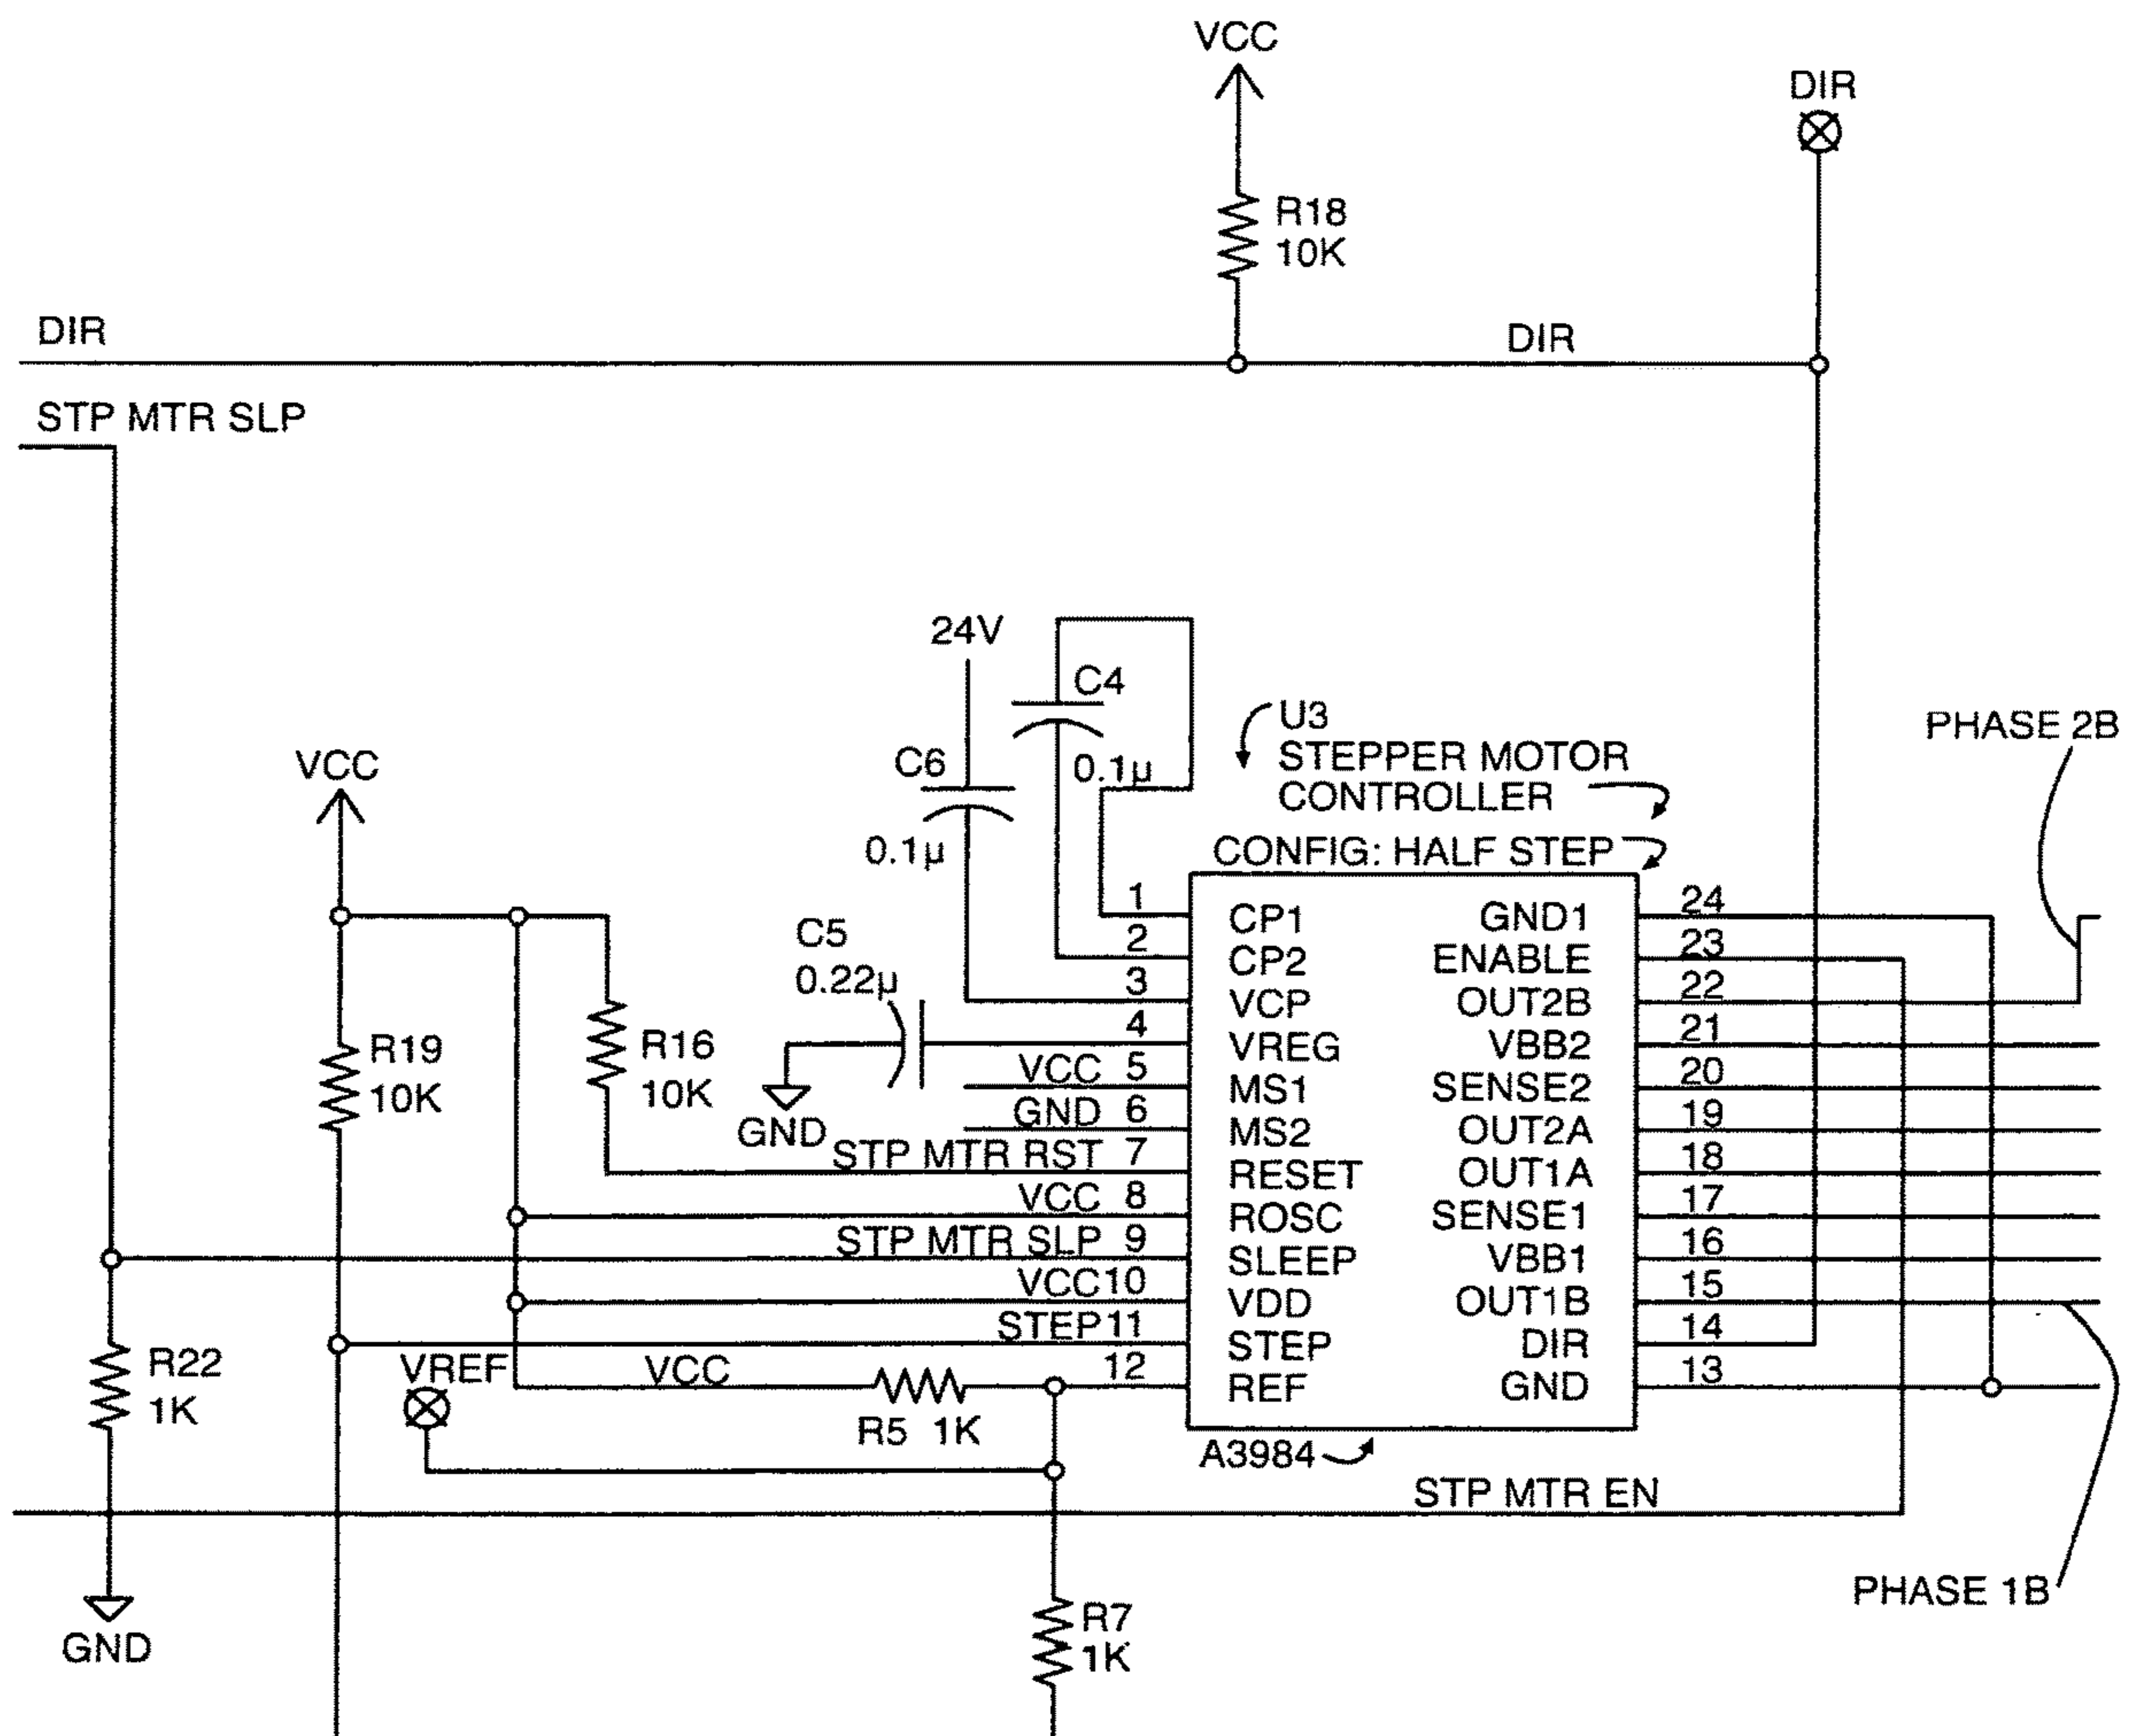 VCC
DIR
R18
10K
DIR
DIR
STP MTR SLP
24V
C4
0.1µ
C6
0.1µ
U3
STEPPER MOTOR
CONTROLLER
CONFIG: HALF STEP
PHASE 2B
VCC
C5
0.22µ
GND
R19
10K
R16
10K
1 CP1 GND1 24
2 CP2 ENABLE 23
3 VCP OUT2B 22
4 VREG VBB2 21
VCC 5 MS1 SENSE2 20
GND 6 MS2 OUT2A 19
STP MTR RST 7 RESET OUT1A 18
VCC 8 ROSC SENSE1 17
STP MTR SLP 9 SLEEP VBB1 16
VCC 10 VDD OUT1B 15
STEP 11 STEP DIR 14
12 REF GND 13
VREF
VCC
R5 1K
R22
1K
A3984
STP MTR EN
PHASE 1B
GND
R7
1K